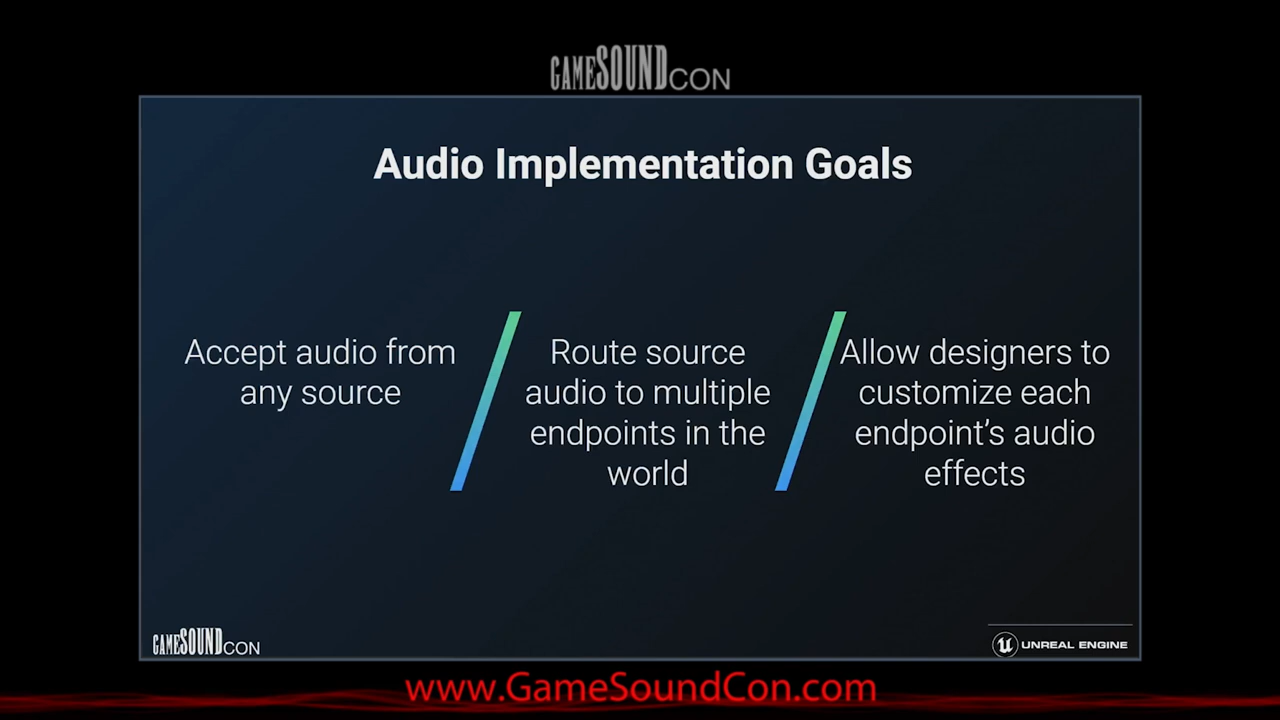 GAMESOUNDCON
Audio Implementation Goals
Accept audio from
any source
Route source
audio to multiple
endpoints in the
world
Allow designers to
customize each
endpoint's audio
effects
GAMESOUNDCON
UNREAL ENGINE
www.GameSoundCon.com